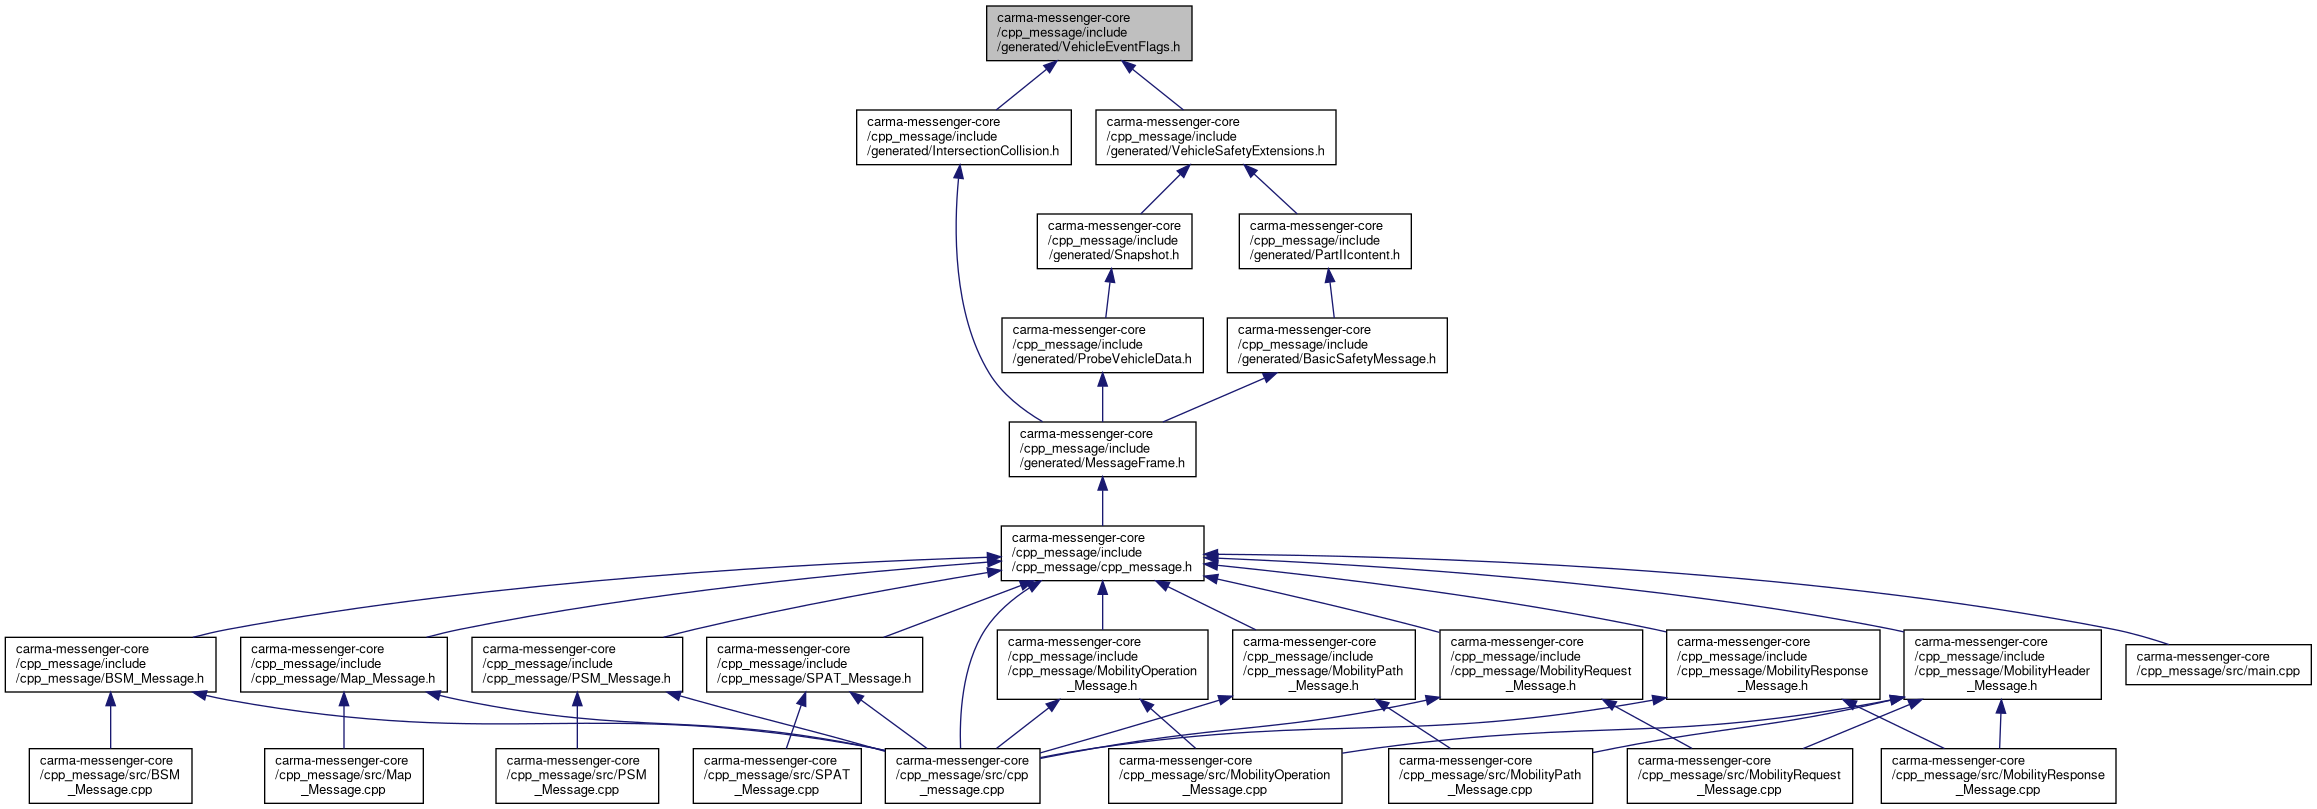 carma-messenger-core
/cpp_message/include
/generated/VehicleEventFlags.h
carma-messenger-core
/cpp_message/include
/generated/IntersectionCollision.h
carma-messenger-core
/cpp_message/include
/generated/VehicleSafetyExtensions.h
carma-messenger-core
/cpp_message/include
/generated/Snapshot.h
carma-messenger-core
/cpp_message/include
/generated/PartIIcontent.h
carma-messenger-core
/cpp_message/include
/generated/ProbeVehicleData.h
carma-messenger-core
/cpp_message/include
/generated/BasicSafetyMessage.h
carma-messenger-core
/cpp_message/include
/generated/MessageFrame.h
carma-messenger-core
/cpp_message/include
/cpp_message/cpp_message.h
carma-messenger-core
/cpp_message/include
/cpp_message/BSM_Message.h
carma-messenger-core
/cpp_message/include
/cpp_message/Map_Message.h
carma-messenger-core
/cpp_message/include
/cpp_message/PSM_Message.h
carma-messenger-core
/cpp_message/include
/cpp_message/SPAT_Message.h
carma-messenger-core
/cpp_message/include
/cpp_message/MobilityOperation
_Message.h
carma-messenger-core
/cpp_message/include
/cpp_message/MobilityPath
_Message.h
carma-messenger-core
/cpp_message/include
/cpp_message/MobilityRequest
_Message.h
carma-messenger-core
/cpp_message/include
/cpp_message/MobilityResponse
_Message.h
carma-messenger-core
/cpp_message/include
/cpp_message/MobilityHeader
_Message.h
carma-messenger-core
/cpp_message/src/main.cpp
carma-messenger-core
/cpp_message/src/BSM
_Message.cpp
carma-messenger-core
/cpp_message/src/Map
_Message.cpp
carma-messenger-core
/cpp_message/src/PSM
_Message.cpp
carma-messenger-core
/cpp_message/src/SPAT
_Message.cpp
carma-messenger-core
/cpp_message/src/cpp
_message.cpp
carma-messenger-core
/cpp_message/src/MobilityOperation
_Message.cpp
carma-messenger-core
/cpp_message/src/MobilityPath
_Message.cpp
carma-messenger-core
/cpp_message/src/MobilityRequest
_Message.cpp
carma-messenger-core
/cpp_message/src/MobilityResponse
_Message.cpp